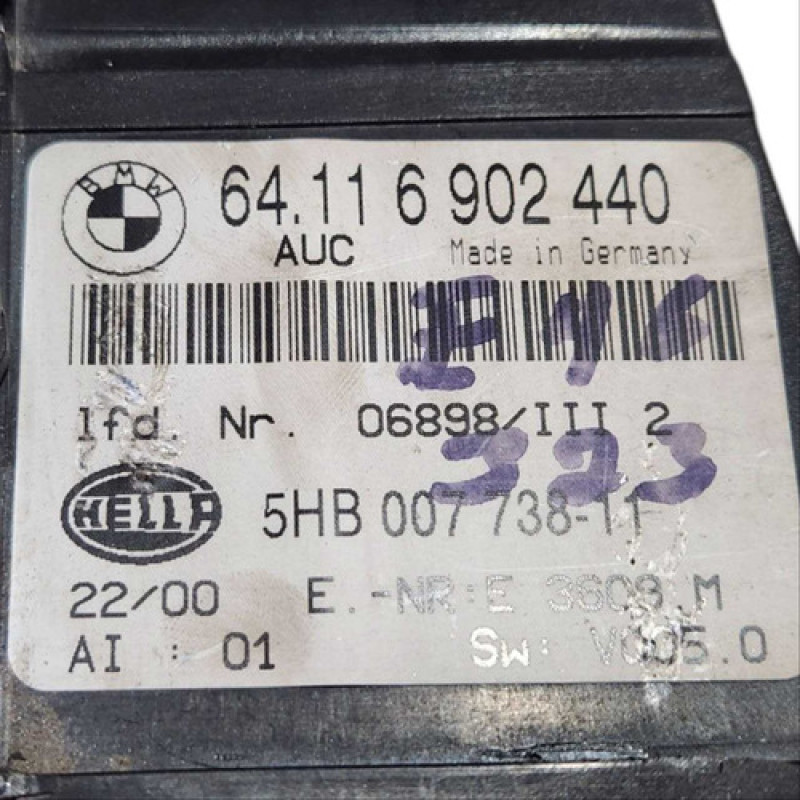 BMW
64.11 6 902 440
AUC Made in Germany
E46
lfd. Nr. 06898/III 2
323
HELLA
5HB 007 738-11
22/00 E.-NR:E 3608.M
AI : 01 Sw: V005.0